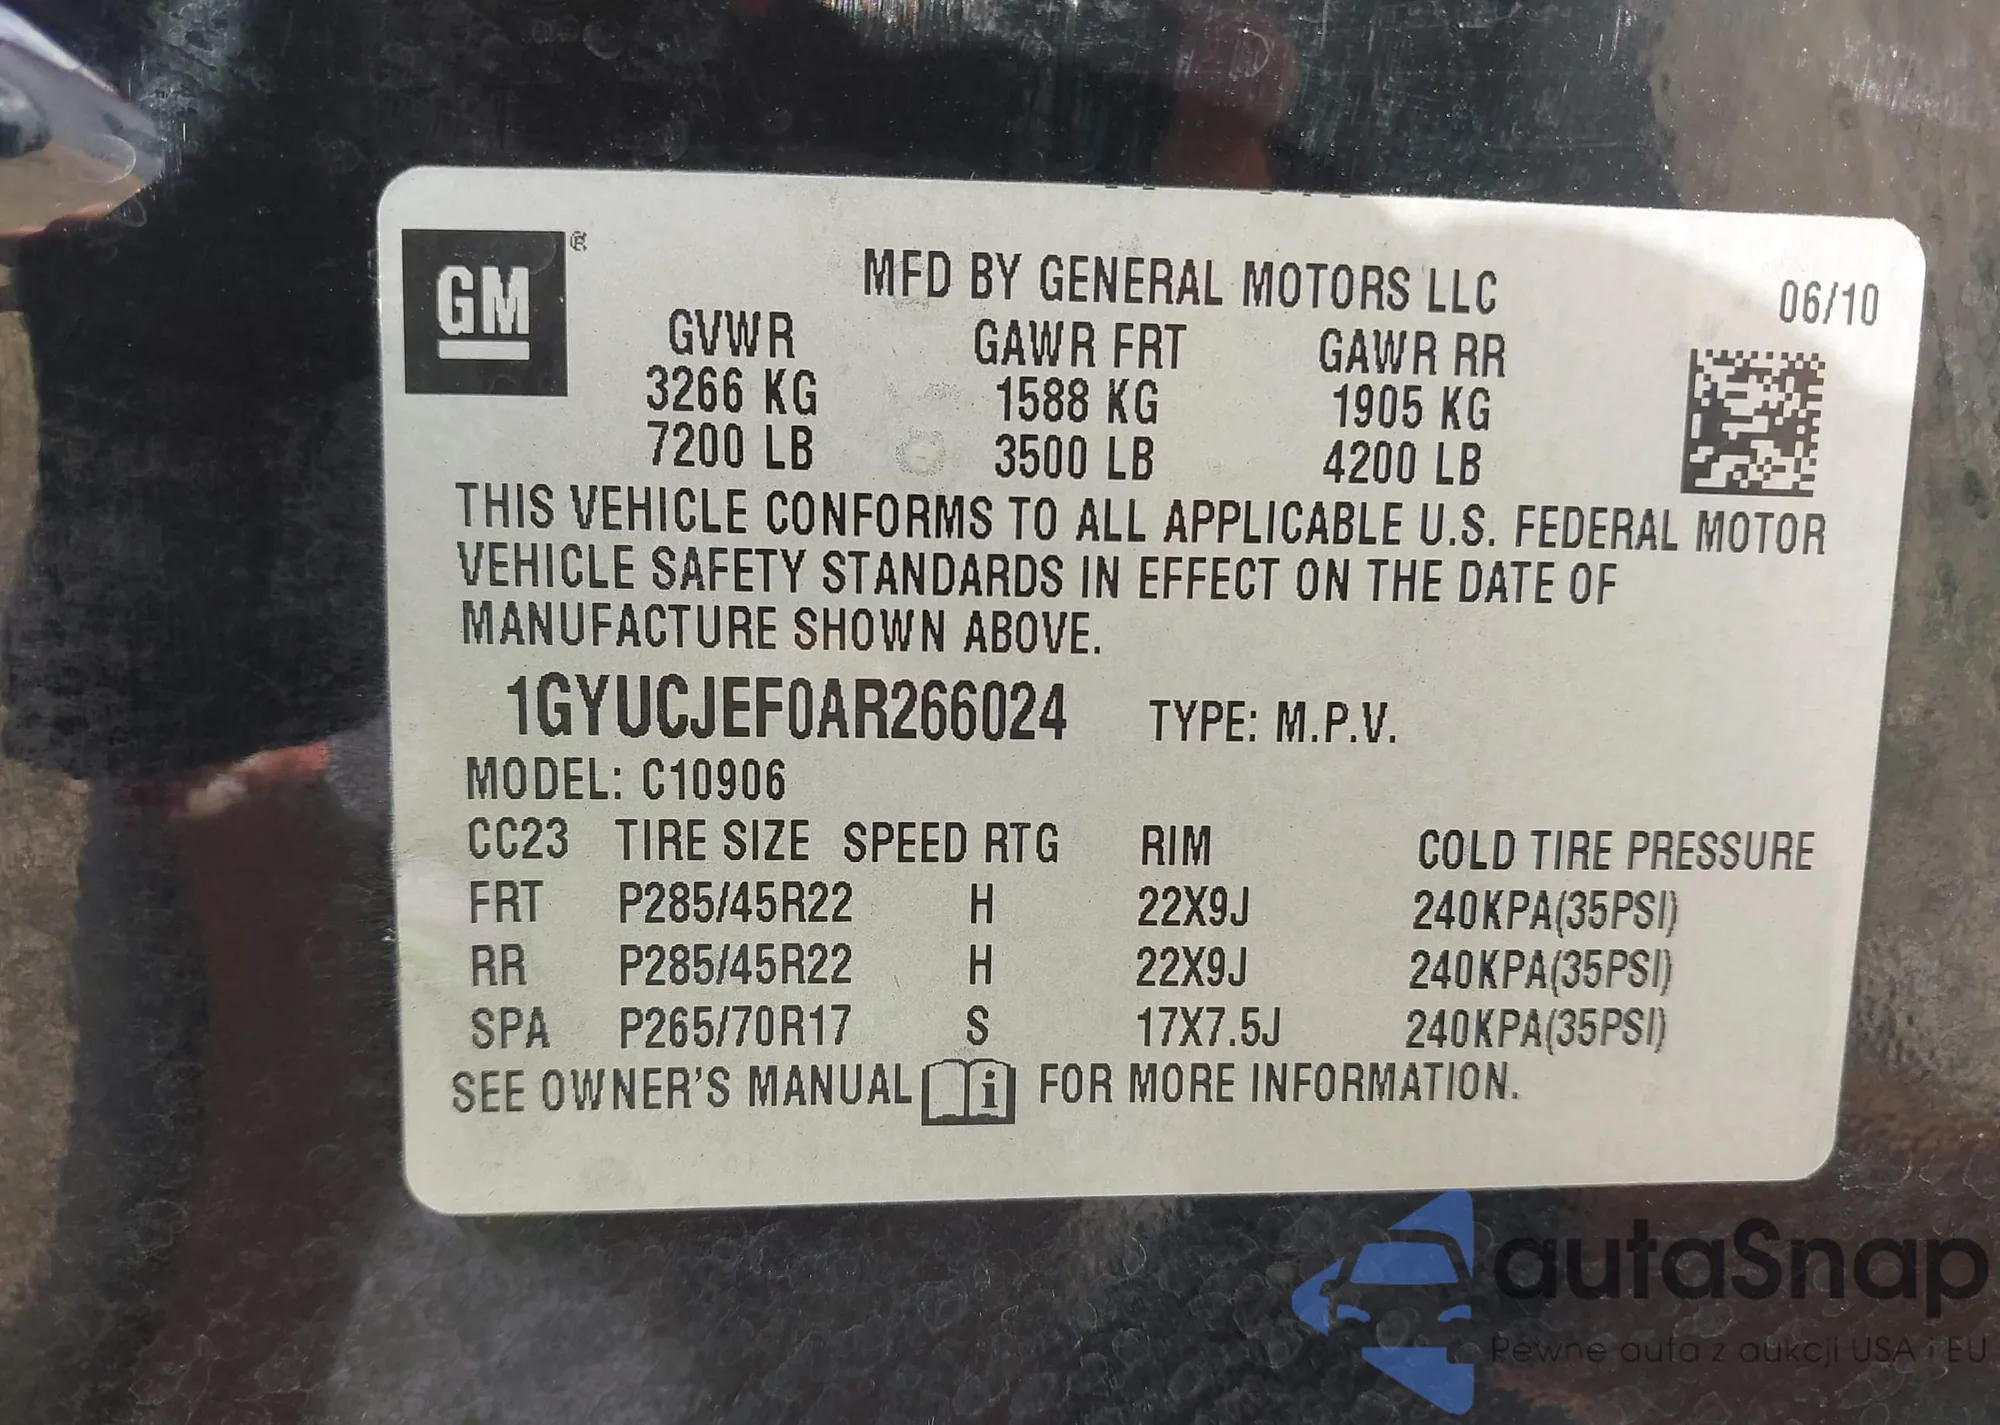 GM®
MFD BY GENERAL MOTORS LLC 06/10
GVWR GAWR FRT GAWR RR
3266 KG 1588 KG 1905 KG
7200 LB 3500 LB 4200 LB
THIS VEHICLE CONFORMS TO ALL APPLICABLE U.S. FEDERAL MOTOR
VEHICLE SAFETY STANDARDS IN EFFECT ON THE DATE OF
MANUFACTURE SHOWN ABOVE.
1GYUCJEF0AR266024 TYPE: M.P.V.
MODEL: C10906
CC23 TIRE SIZE SPEED RTG RIM COLD TIRE PRESSURE
FRT P285/45R22 H 22X9J 240KPA(35PSI)
RR P285/45R22 H 22X9J 240KPA(35PSI)
SPA P265/70R17 S 17X7.5J 240KPA(35PSI)
SEE OWNER'S MANUAL i FOR MORE INFORMATION.
autaSnap
Pewne auta z aukcji USA i EU